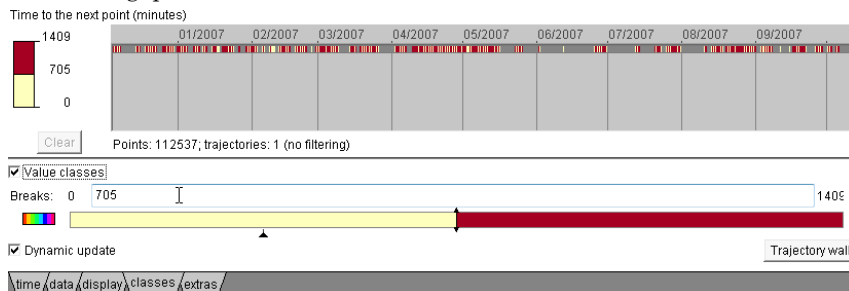 Time to the next point (minutes)
1409
705
0
01/2007 02/2007 03/2007 04/2007 05/2007 06/2007 07/2007 08/2007 09/2007
Clear
Points: 112537; trajectories: 1 (no filtering)
Value classes
Breaks: 0 705 1409
Dynamic update
Trajectory wall
time data display classes extras